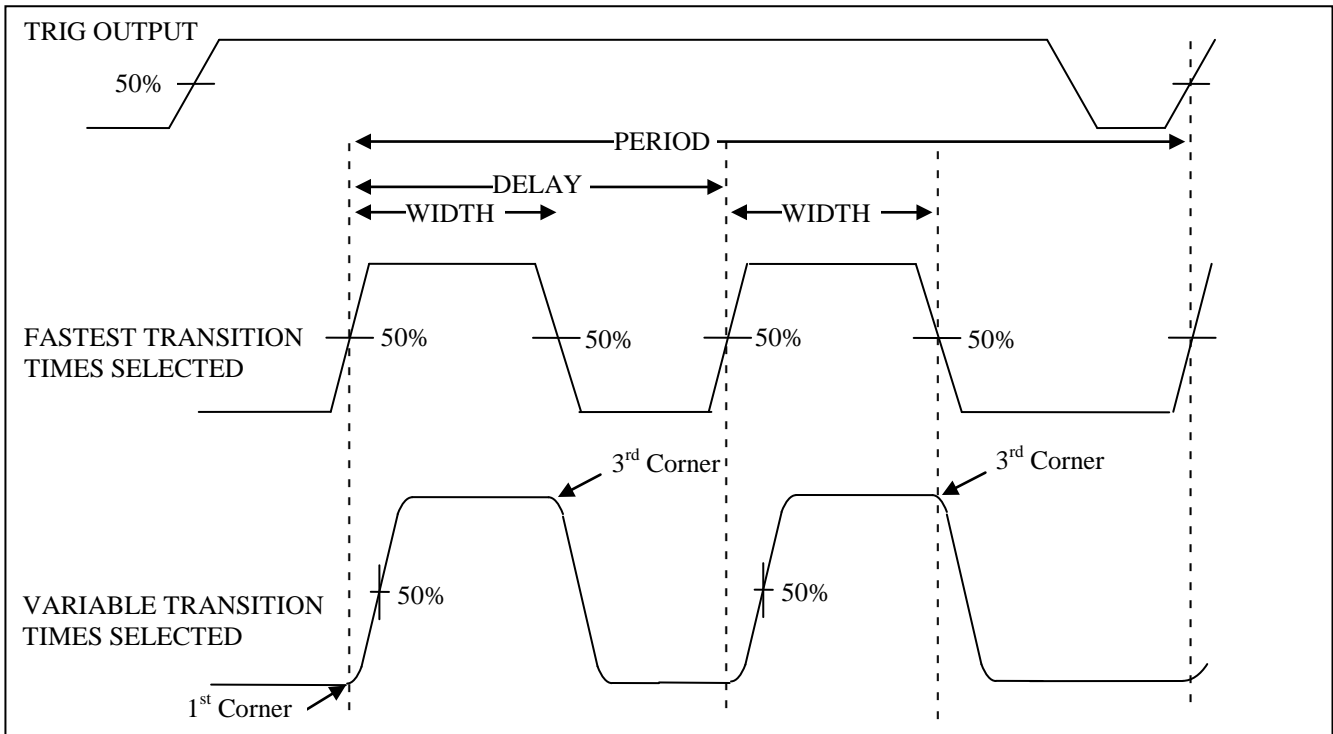 TRIG OUTPUT
50%
PERIOD
DELAY
WIDTH
WIDTH
FASTEST TRANSITION
TIMES SELECTED
50%
50%
50%
50%
3rd Corner
3rd Corner
50%
50%
VARIABLE TRANSITION
TIMES SELECTED
1st Corner